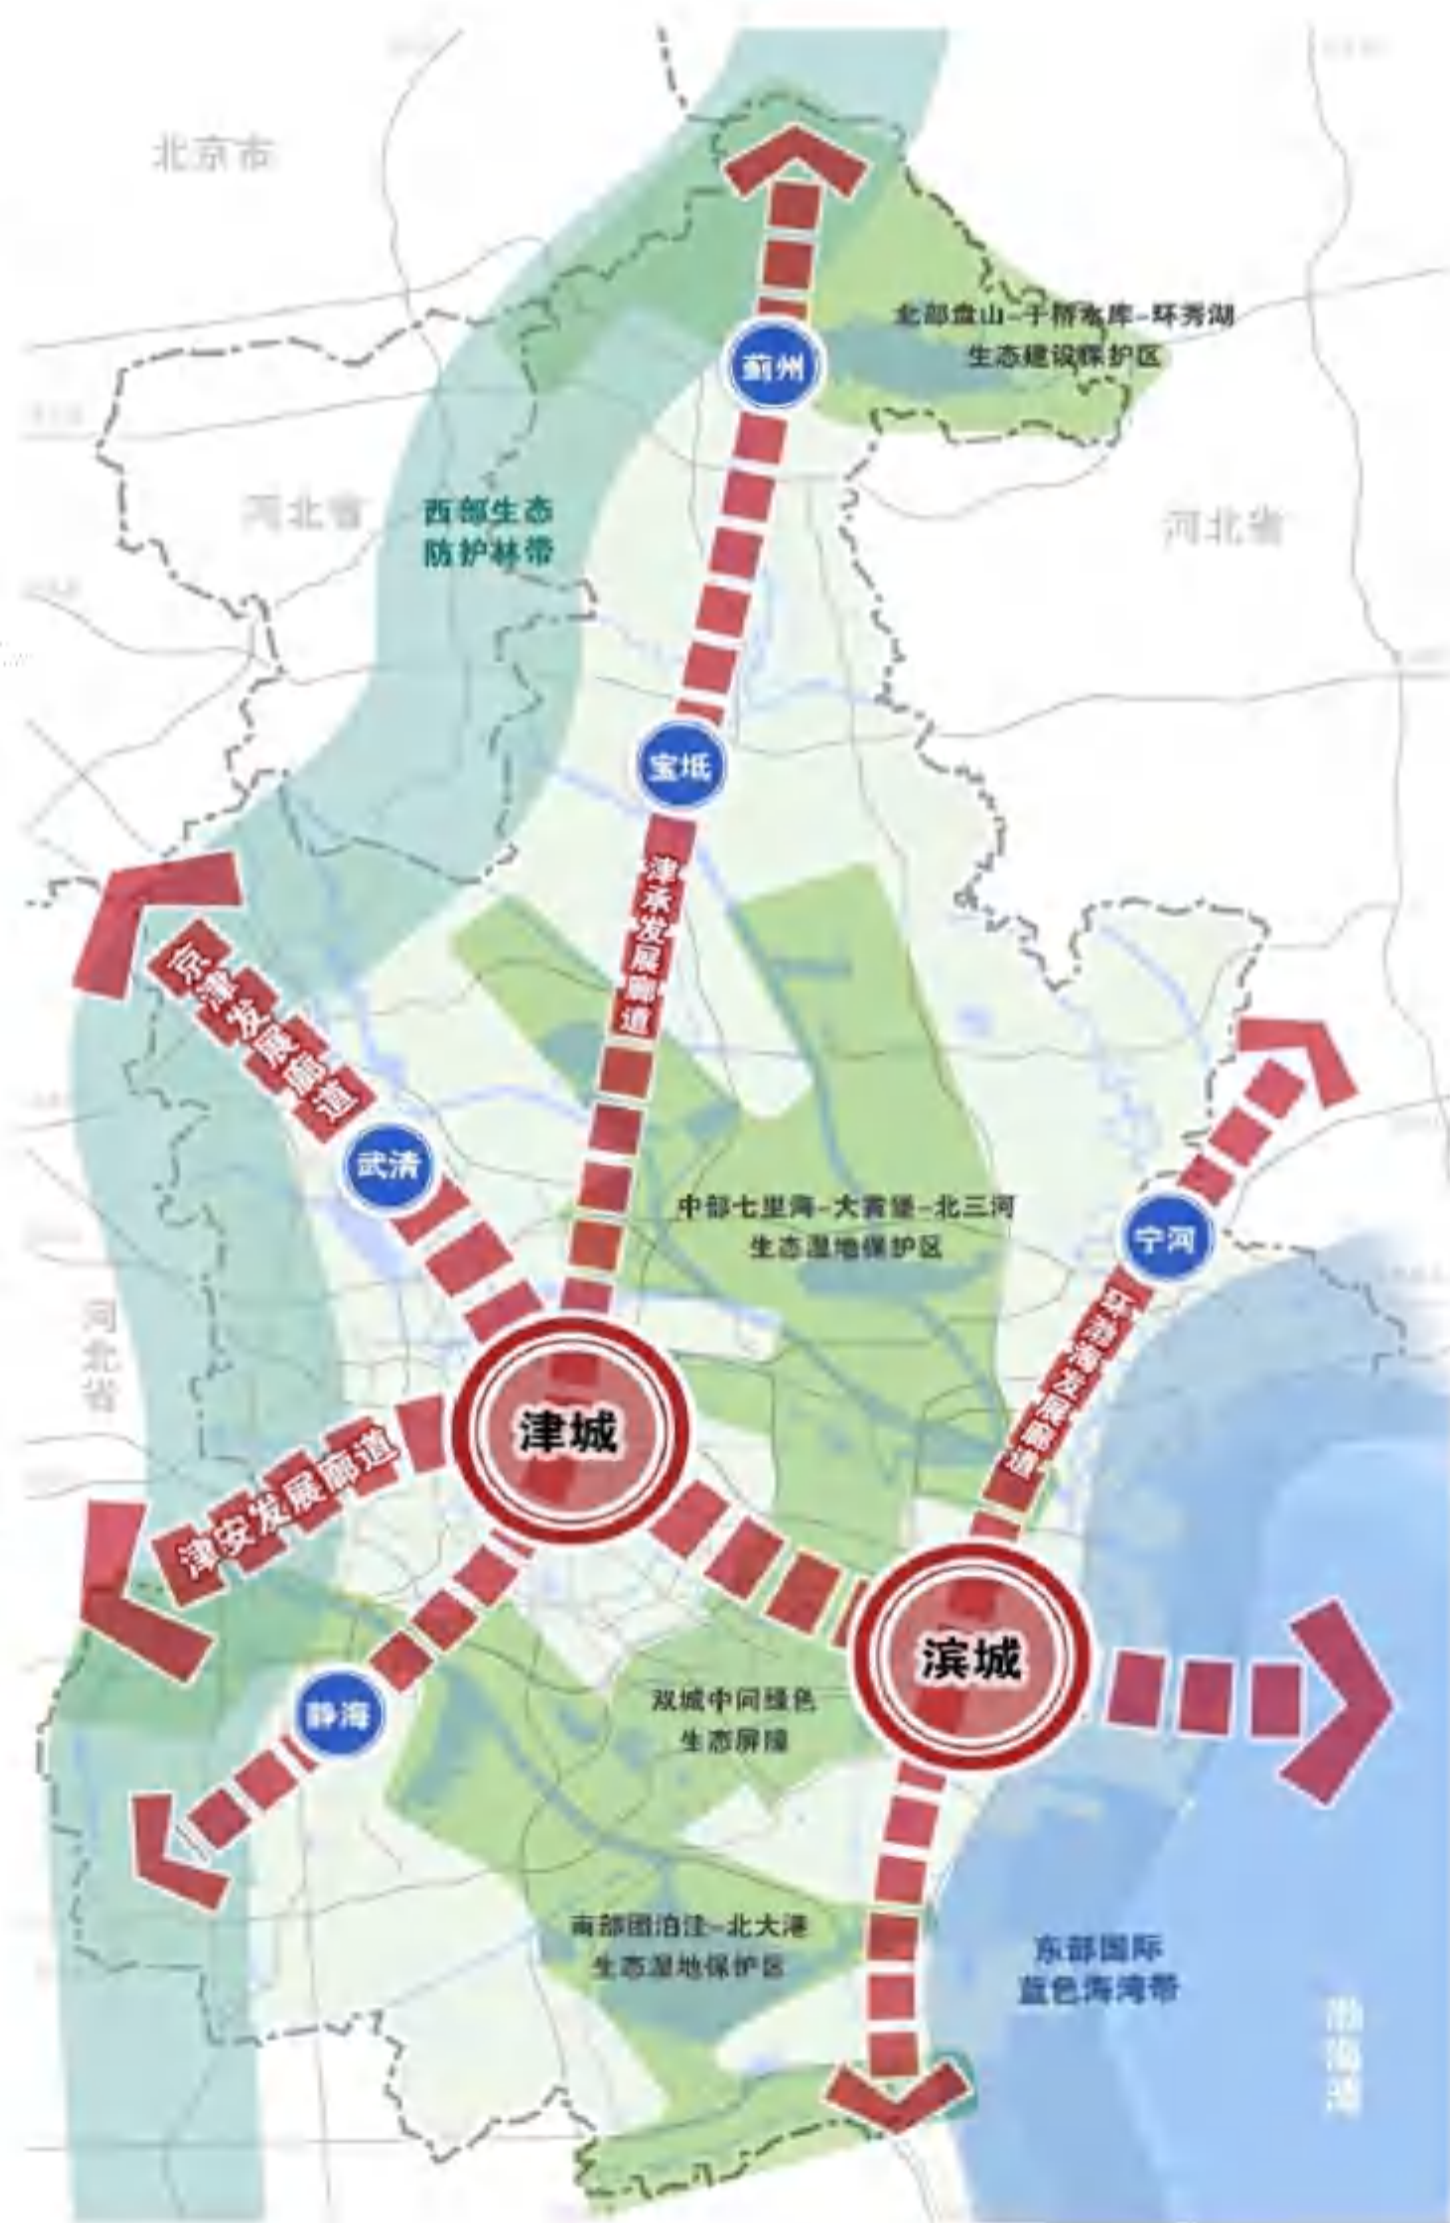 北京市
北部盘山-于桥水库-环秀湖
生态建设保护区
蓟州
河北省
西部生态
防护林带
河北省
宝坻
津承发展廊道
京津发展廊道
武清
中部七里海-大黄堡-北三河
生态湿地保护区
宁河
环渤海发展廊道
河北省
津城
津安发展廊道
滨城
静海
双城中间绿色
生态屏障
南部团泊洼-北大港
生态湿地保护区
东部国际
蓝色海湾带
渤海湾